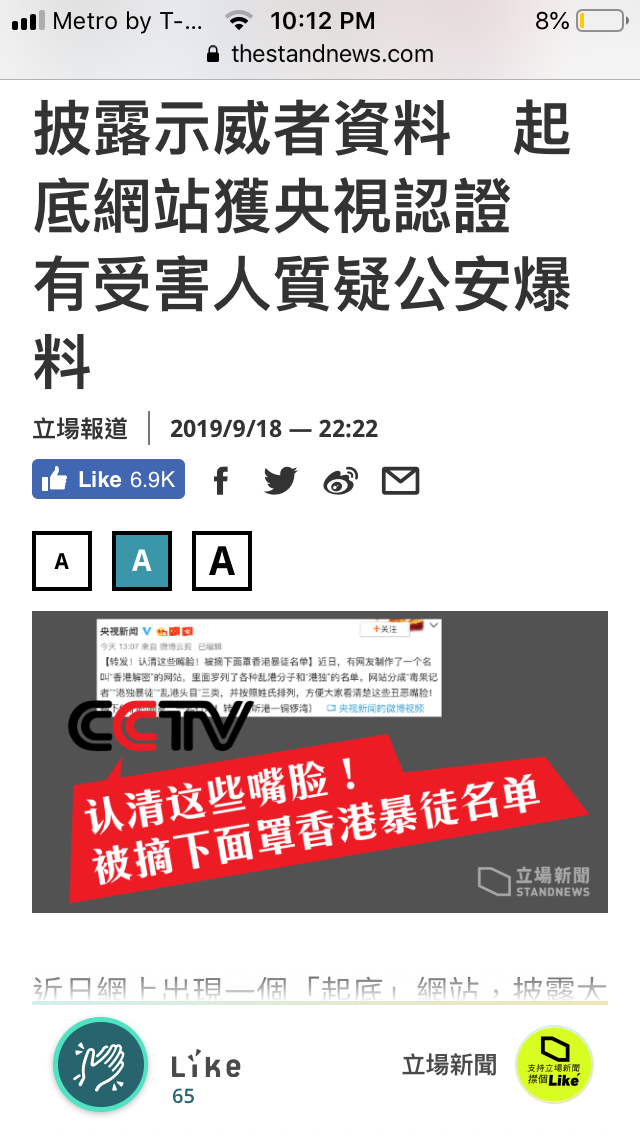 Metro by T-... 10:12 PM 8%
thestandnews.com
披露示威者資料　起
底網站獲央視認證
有受害人質疑公安爆
料
立場報道 | 2019/9/18 — 22:22
Like 6.9K
A A A
央视新闻
+关注
今天 13:07 来自 微博云剪 已编辑
【转发！认清这些嘴脸！被摘下面罩香港暴徒名单】近日，有网友制作了一个名
叫“香港解密”的网站，里面罗列了各种乱港分子和“港独”的名单。网站分成“毒果记
者”“港独暴徒”“乱港头目”三类，并按照姓氏排列，方便大家看清楚这些丑恶嘴脸！
央视新闻的微博视频
CCTV
认清这些嘴脸！
被摘下面罩香港暴徒名单
立場新聞
STANDNEWS
近日網上出現一個「起底」網站，披露大
Like
65
立場新聞
支持立場新聞
撳個Like